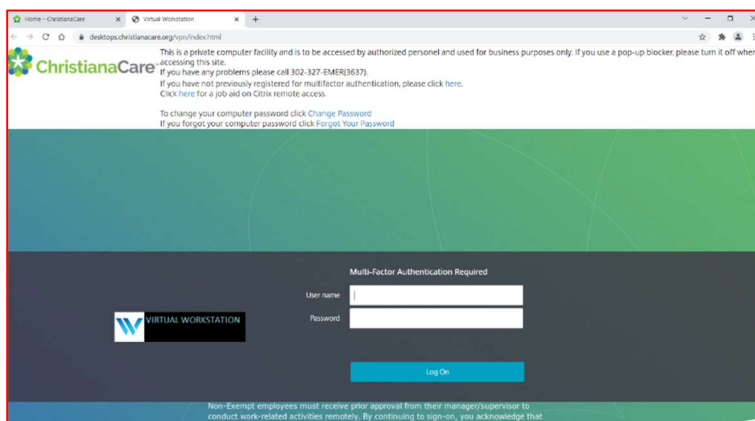 Home - ChristianaCare
Virtual Workstation
desktops.christianacare.org/vpn/index.html
ChristianaCare
This is a private computer facility and is to be accessed by authorized personel and used for business purposes only. If you use a pop-up blocker, please turn it off when
accessing this site.
If you have any problems please call 302-327-EMER(3637).
If you have not previously registered for multifactor authentication, please click here.
Click here for a job aid on Citrix remote access.
To change your computer password click Change Password
If you forgot your computer password click Forgot Your Password
Multi-Factor Authentication Required
User name
VIRTUAL WORKSTATION
Password
Log On
Non-Exempt employees must receive prior approval from their manager/supervisor to
conduct work-related activities remotely. By continuing to sign-on, you acknowledge that